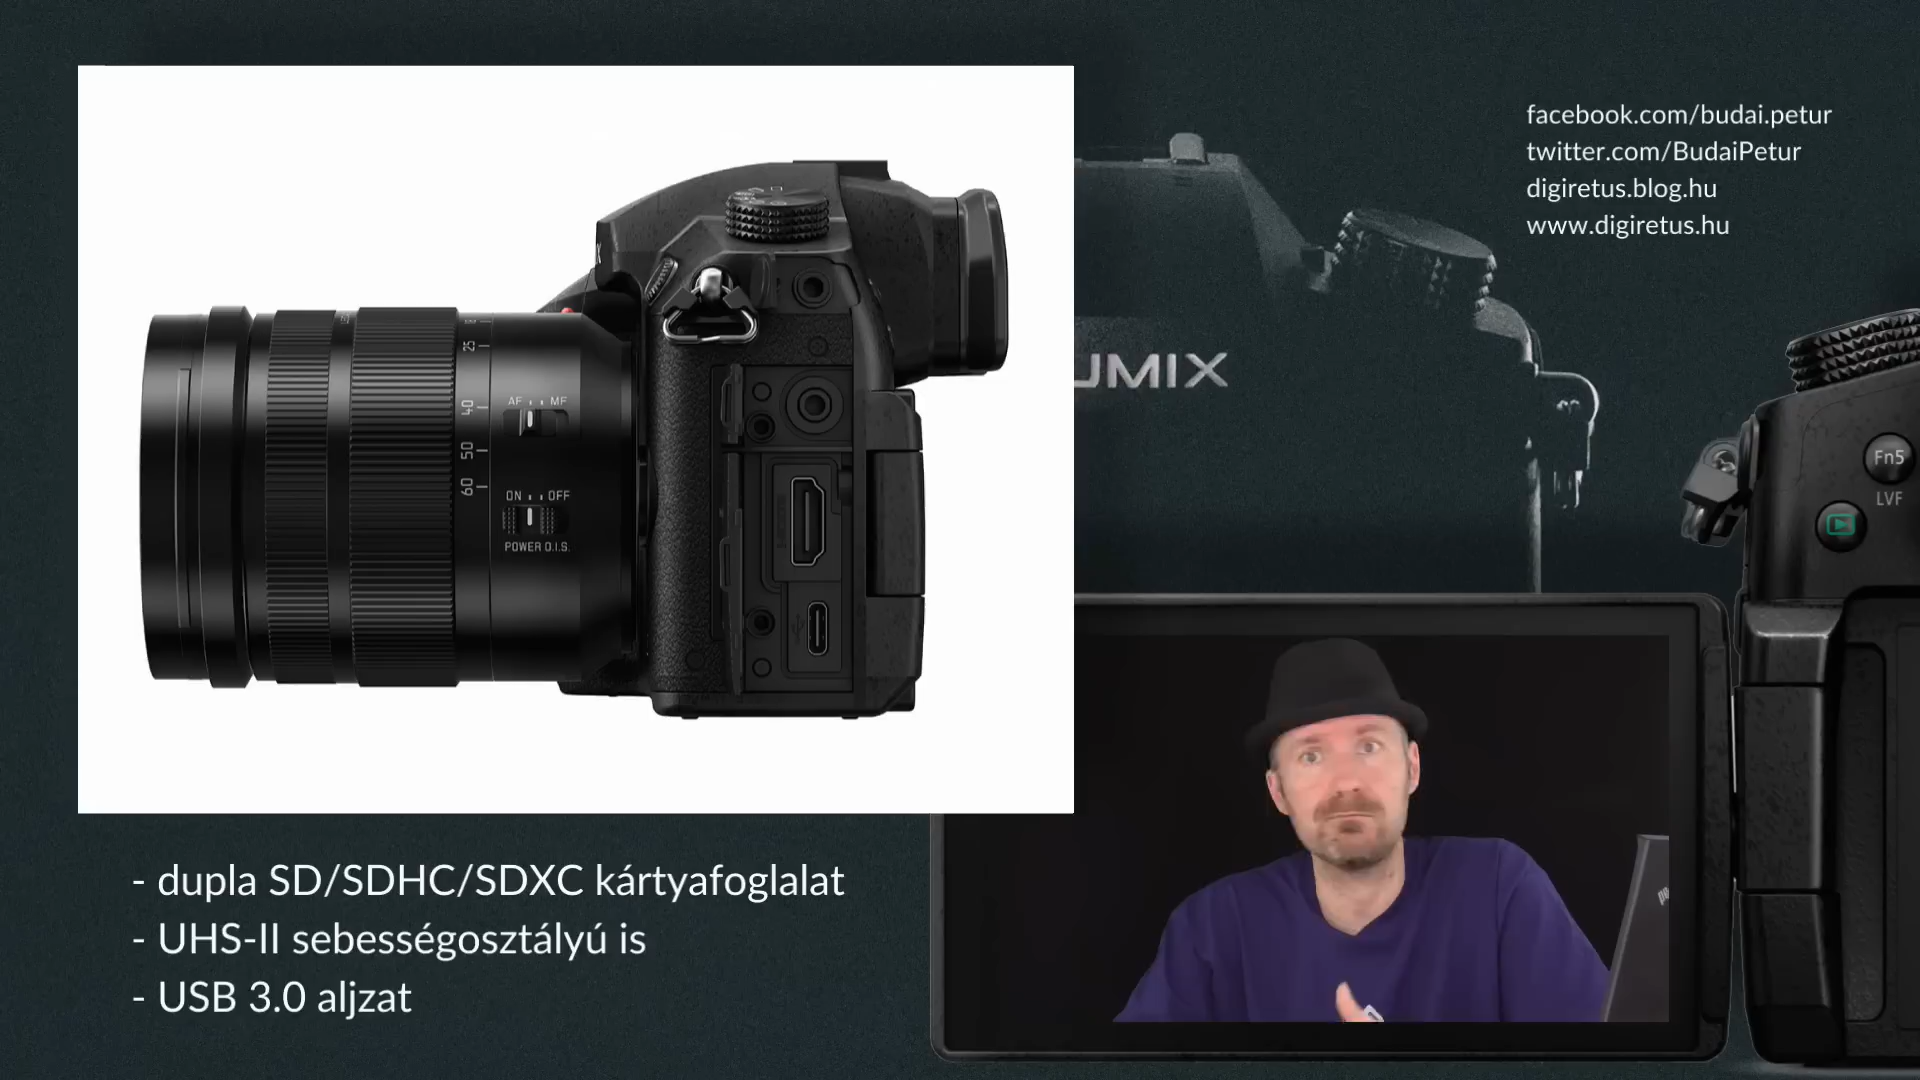 facebook.com/budai.petur
twitter.com/BudaiPetur
digiretus.blog.hu
www.digiretus.hu
UMIX
25
40
50
60
AF MF
ON OFF
POWER O.I.S.
Fn5
LVF
- dupla SD/SDHC/SDXC kártyafoglalat
- UHS-II sebességosztályú is
- USB 3.0 aljzat